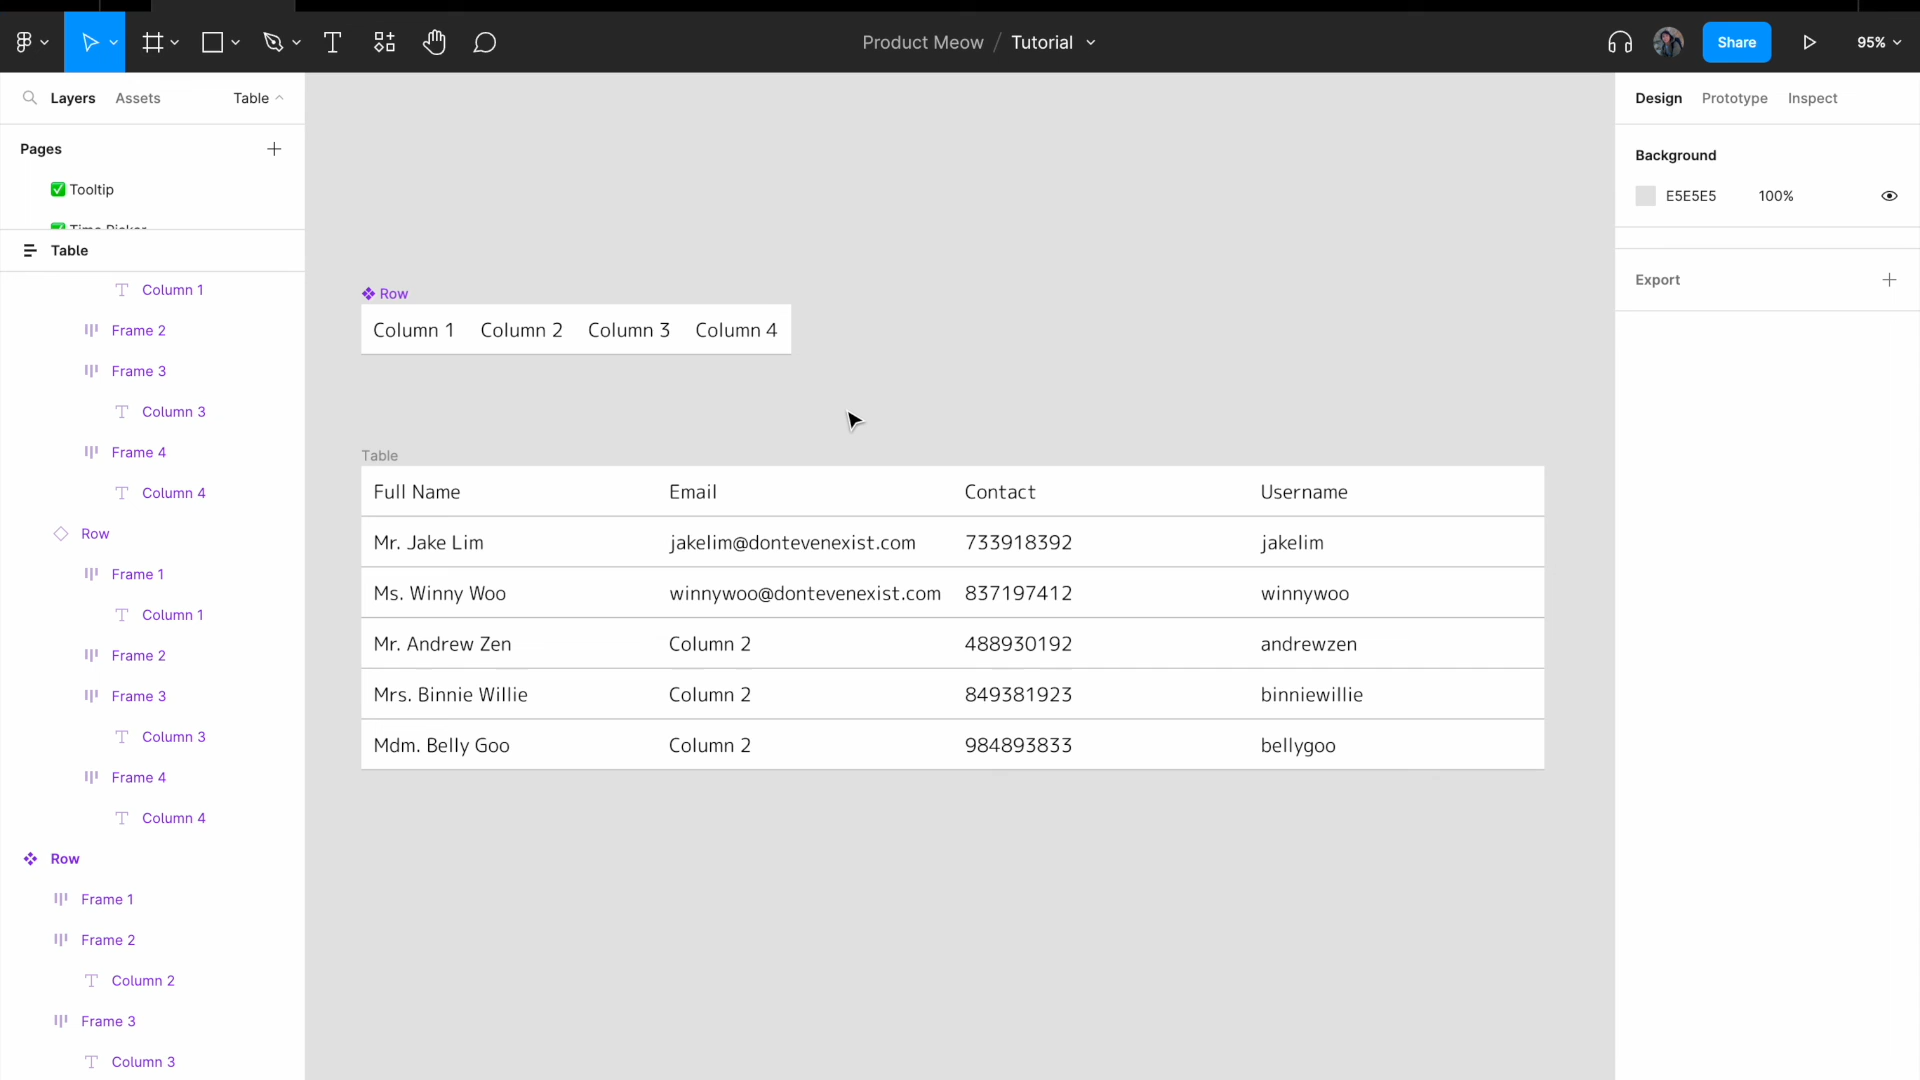 Product Meow / Tutorial
Share
95%
Layers
Assets
Table
Design
Prototype
Inspect
Pages
Tooltip
Time Picker
Table
Column 1
Frame 2
Frame 3
Column 3
Frame 4
Column 4
Row
Frame 1
Column 1
Frame 2
Frame 3
Column 3
Frame 4
Column 4
Row
Frame 1
Frame 2
Column 2
Frame 3
Column 3
Row
Column 1 Column 2 Column 3 Column 4
Table
Full Name Email Contact Username
Mr. Jake Lim jakelim@dontevenexist.com 733918392 jakelim
Ms. Winny Woo winnywoo@dontevenexist.com 837197412 winnywoo
Mr. Andrew Zen Column 2 488930192 andrewzen
Mrs. Binnie Willie Column 2 849381923 binniewillie
Mdm. Belly Goo Column 2 984893833 bellygoo
Background
E5E5E5 100%
Export